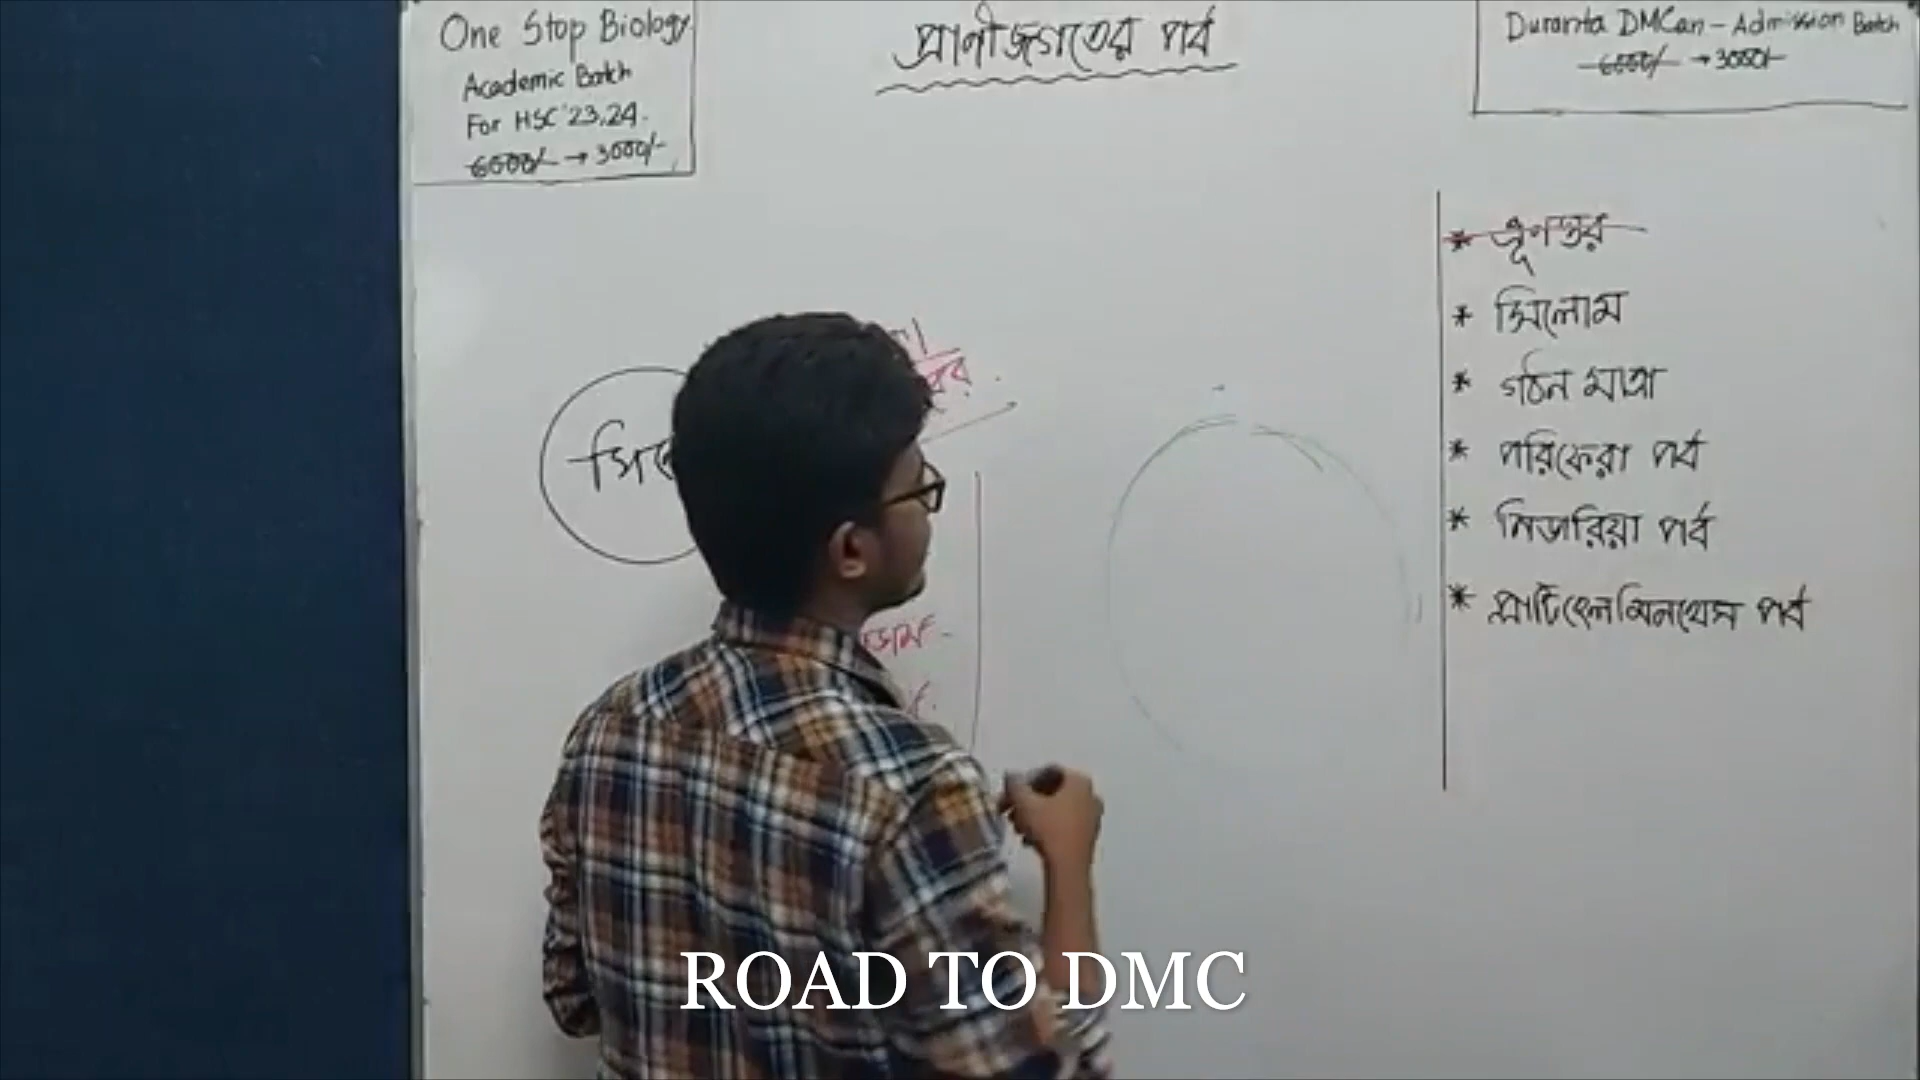 One Stop Biology
Academic Batch
For HSC'23,24.
6000/- → 3000/-
প্রাণীজগতের পর্ব
Duranta DMCan - Admission Batch
6000/- → 3000/-
* ভ্রূণস্তর
* সিলোম
* গঠন মাত্রা
* পরিফেরা পর্ব
* নিডারিয়া পর্ব
* প্লাটিহেলমিনথেস পর্ব
ROAD TO DMC